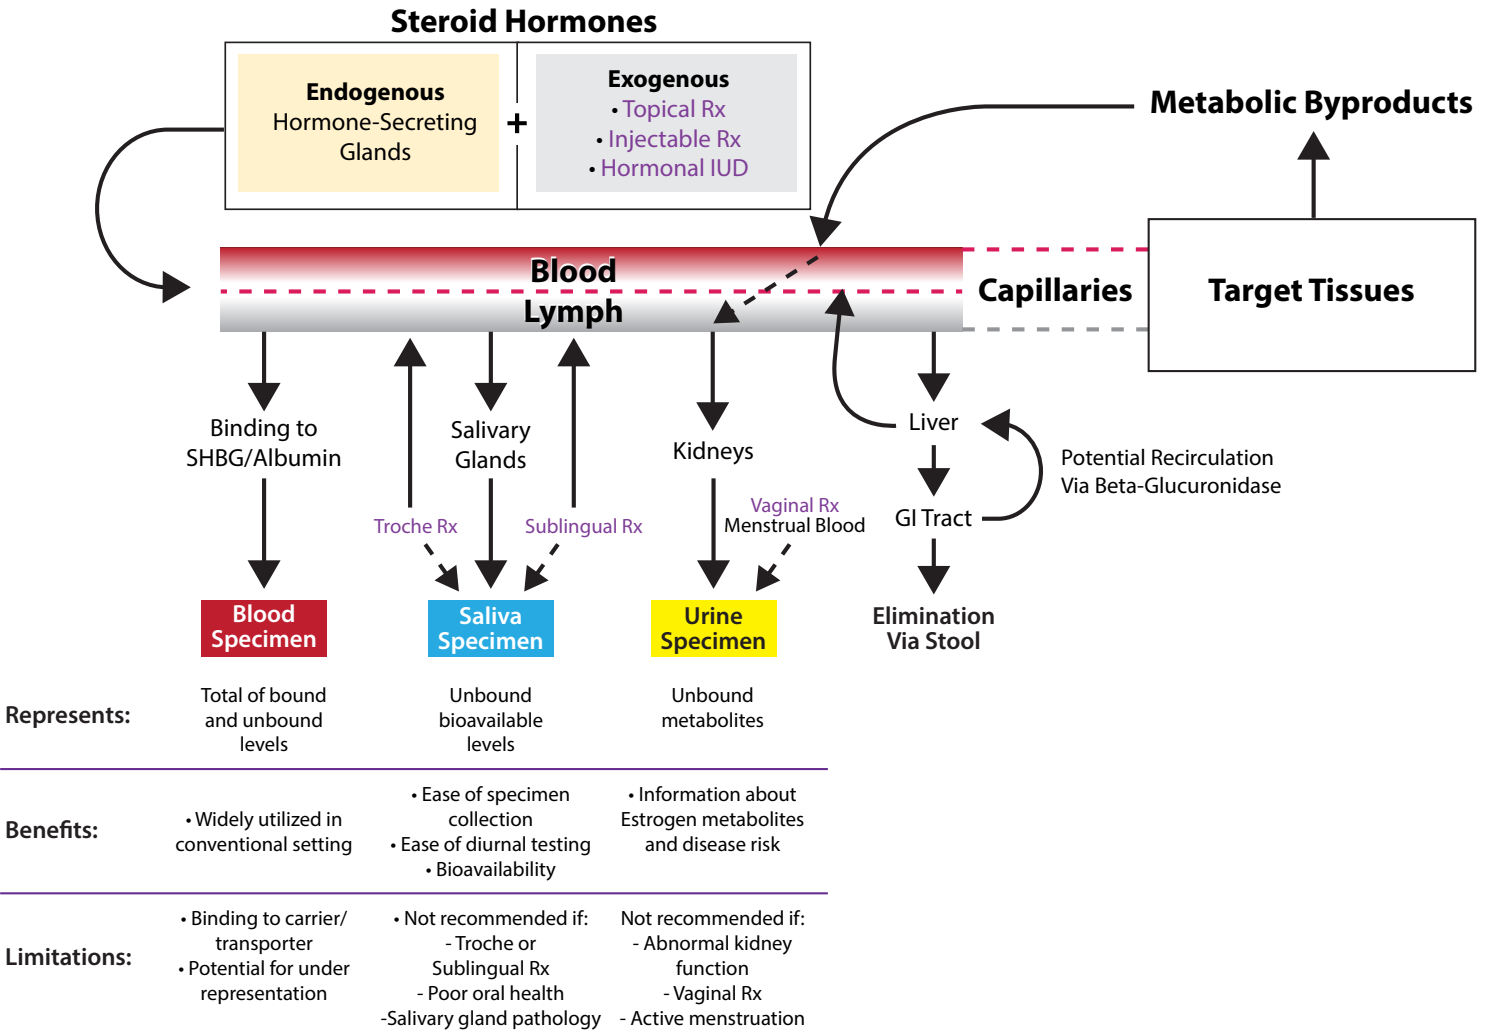 Steroid Hormones
Endogenous
Hormone-Secreting
Glands
+
Exogenous
• Topical Rx
• Injectable Rx
• Hormonal IUD
Metabolic Byproducts
Blood
Lymph
Capillaries
Target Tissues
Binding to
SHBG/Albumin
Salivary
Glands
Kidneys
Liver
Potential Recirculation
Via Beta-Glucuronidase
Troche Rx
Sublingual Rx
Vaginal Rx
Menstrual Blood
GI Tract
Blood
Specimen
Saliva
Specimen
Urine
Specimen
Elimination
Via Stool
Represents:
Total of bound
and unbound
levels
Unbound
bioavailable
levels
Unbound
metabolites
Benefits:
• Widely utilized in
conventional setting
• Ease of specimen
collection
• Ease of diurnal testing
• Bioavailability
• Information about
Estrogen metabolites
and disease risk
Limitations:
• Binding to carrier/
transporter
• Potential for under
representation
• Not recommended if:
- Troche or
Sublingual Rx
- Poor oral health
-Salivary gland pathology
Not recommended if:
- Abnormal kidney
function
- Vaginal Rx
- Active menstruation